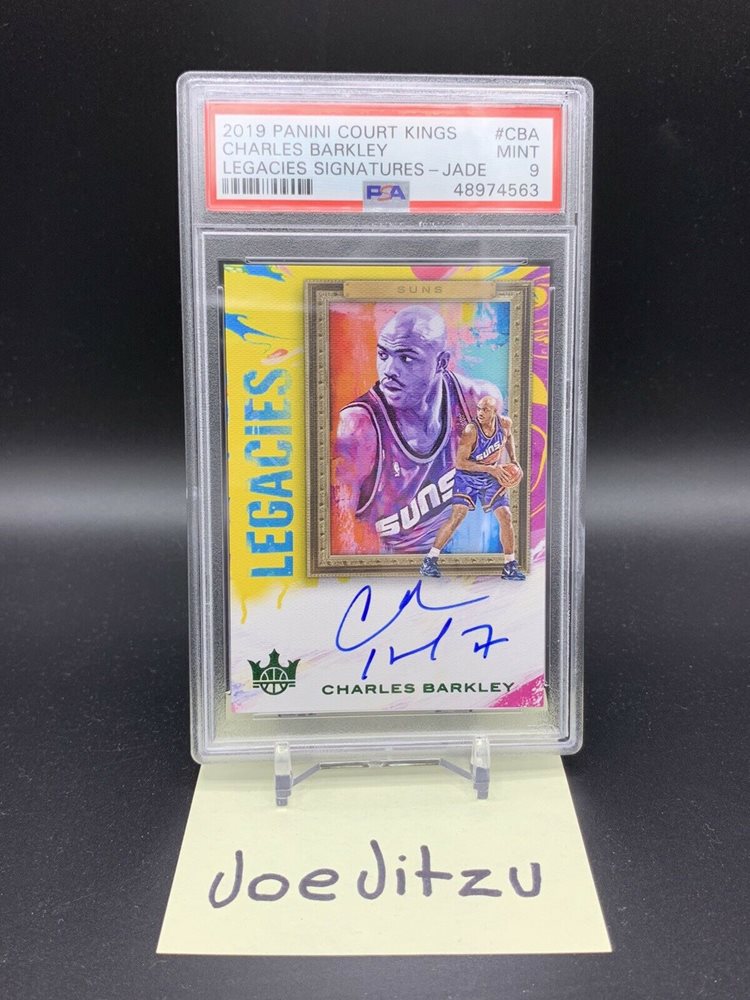 2019 PANINI COURT KINGS #CBA
CHARLES BARKLEY MINT
LEGACIES SIGNATURES - JADE 9
PSA 48974563
SUNS
LEGACIES
SUNS
SUNS
CHARLES BARKLEY
joeJitzu